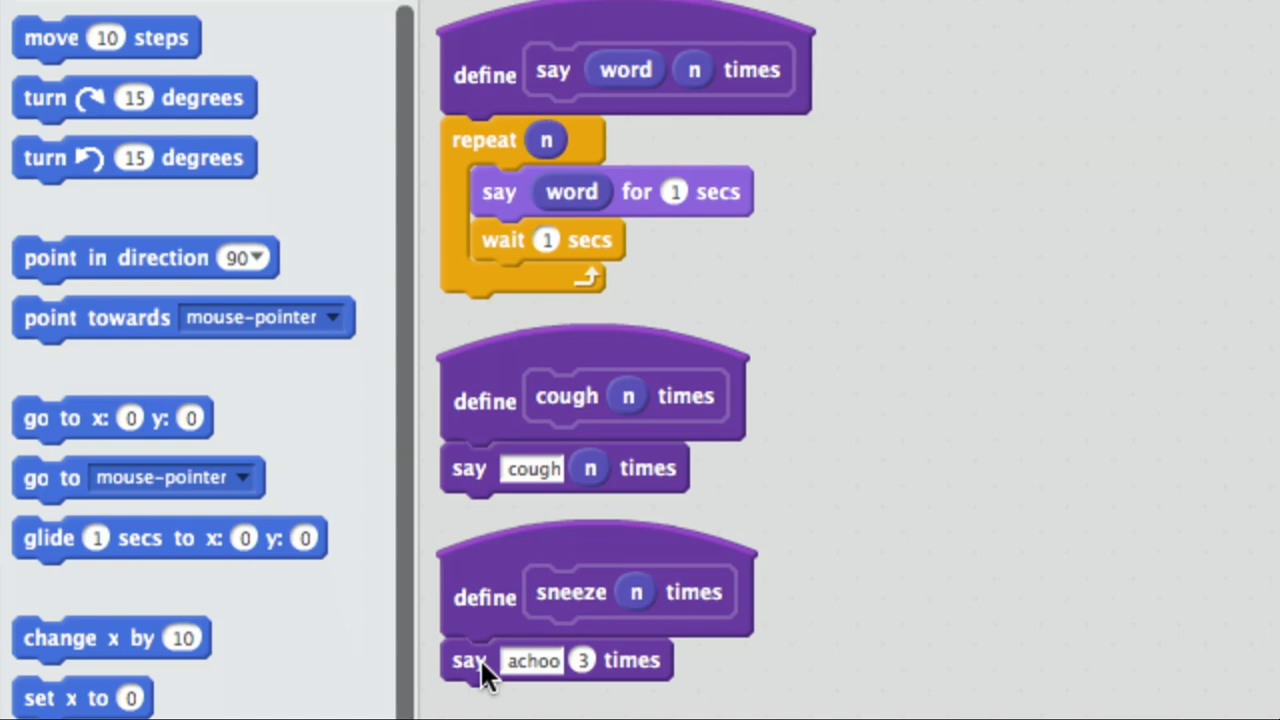 move 10 steps
turn 15 degrees
turn 15 degrees
point in direction 90
point towards mouse-pointer
go to x: 0 y: 0
go to mouse-pointer
glide 1 secs to x: 0 y: 0
change x by 10
set x to 0
define say word n times
repeat n
say word for 1 secs
wait 1 secs
define cough n times
say cough n times
define sneeze n times
say achoo 3 times